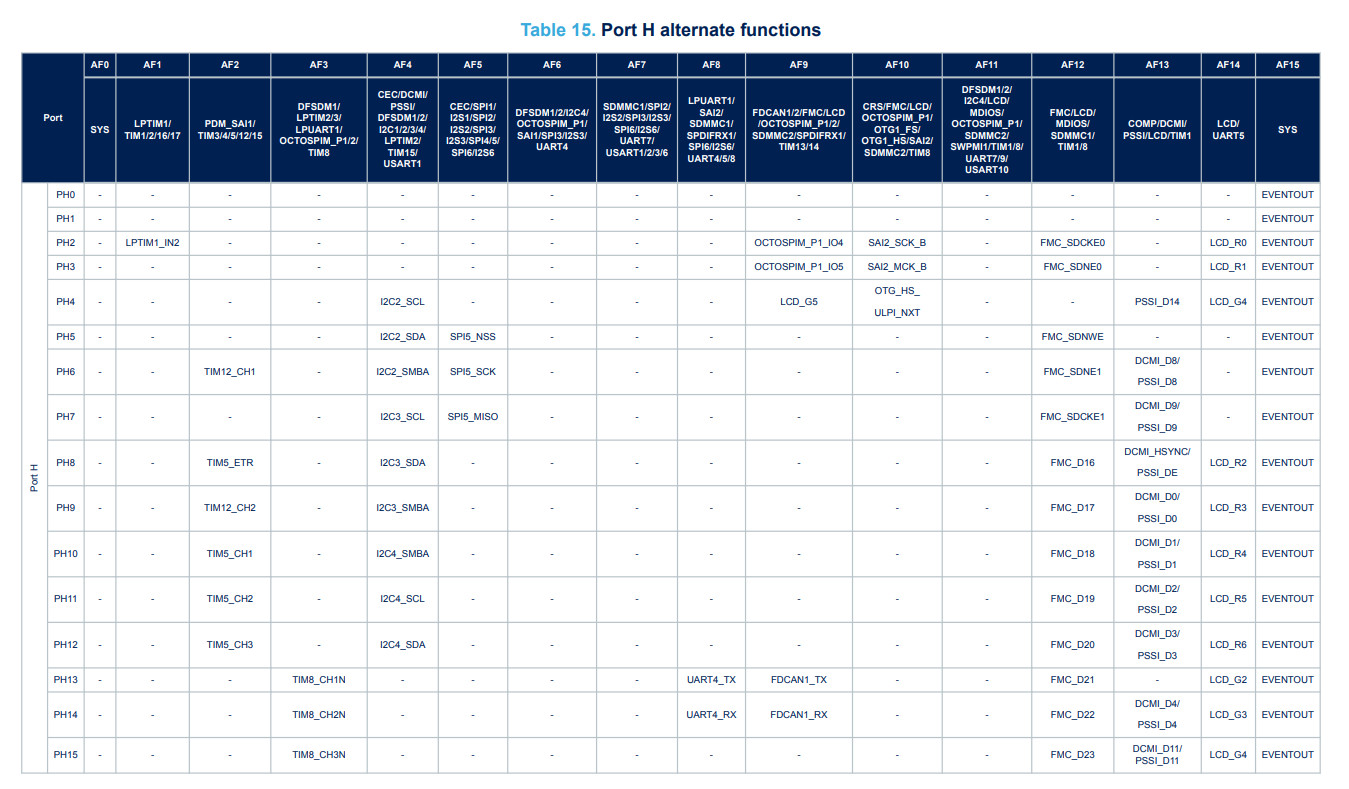 Table 15. Port H alternate functions
Port AF0 AF1 AF2 AF3 AF4 AF5 AF6 AF7 AF8 AF9 AF10 AF11 AF12 AF13 AF14 AF15
SYS
LPTIM1/
TIM1/2/16/17
PDM_SAI1/
TIM3/4/5/12/15
DFSDM1/
LPTIM2/3/
LPUART1/
OCTOSPIM_P1/2/
TIM8
CEC/DCMI/
PSSI/
DFSDM1/2/
I2C1/2/3/4/
LPTIM2/
TIM15/
USART1
CEC/SPI1/
I2S1/SPI2/
I2S2/SPI3/
I2S3/SPI4/5/
SPI6/I2S6
DFSDM1/2/I2C4/
OCTOSPIM_P1/
SAI1/SPI3/I2S3/
UART4
SDMMC1/SPI2/
I2S2/SPI3/I2S3/
SPI6/I2S6/
UART7/
USART1/2/3/6
LPUART1/
SAI2/
SDMMC1/
SPDIFRX1/
SPI6/I2S6/
UART4/5/8
FDCAN1/2/FMC/LCD
/OCTOSPIM_P1/2/
SDMMC2/SPDIFRX1/
TIM13/14
CRS/FMC/LCD/
OCTOSPIM_P1/
OTG1_FS/
OTG1_HS/SAI2/
SDMMC2/TIM8
DFSDM1/2/
I2C4/LCD/
MDIOS/
OCTOSPIM_P1/
SDMMC2/
SWPMI1/TIM1/8/
UART7/9/
USART10
FMC/LCD/
MDIOS/
SDMMC1/
TIM1/8
COMP/DCMI/
PSSI/LCD/TIM1
LCD/
UART5
SYS
Port H
PH0 - - - - - - - - - - - - - - - EVENTOUT
PH1 - - - - - - - - - - - - - - - EVENTOUT
PH2 - LPTIM1_IN2 - - - - - - - OCTOSPIM_P1_IO4 SAI2_SCK_B - FMC_SDCKE0 - LCD_R0 EVENTOUT
PH3 - - - - - - - - - OCTOSPIM_P1_IO5 SAI2_MCK_B - FMC_SDNE0 - LCD_R1 EVENTOUT
PH4 - - - - I2C2_SCL - - - - LCD_G5 OTG_HS_
ULPI_NXT - - PSSI_D14 LCD_G4 EVENTOUT
PH5 - - - - I2C2_SDA SPI5_NSS - - - - - - FMC_SDNWE - - EVENTOUT
PH6 - - TIM12_CH1 - I2C2_SMBA SPI5_SCK - - - - - - FMC_SDNE1 DCMI_D8/
PSSI_D8 - EVENTOUT
PH7 - - - - I2C3_SCL SPI5_MISO - - - - - - FMC_SDCKE1 DCMI_D9/
PSSI_D9 - EVENTOUT
PH8 - - TIM5_ETR - I2C3_SDA - - - - - - - FMC_D16 DCMI_HSYNC/
PSSI_DE LCD_R2 EVENTOUT
PH9 - - TIM12_CH2 - I2C3_SMBA - - - - - - - FMC_D17 DCMI_D0/
PSSI_D0 LCD_R3 EVENTOUT
PH10 - - TIM5_CH1 - I2C4_SMBA - - - - - - - FMC_D18 DCMI_D1/
PSSI_D1 LCD_R4 EVENTOUT
PH11 - - TIM5_CH2 - I2C4_SCL - - - - - - - FMC_D19 DCMI_D2/
PSSI_D2 LCD_R5 EVENTOUT
PH12 - - TIM5_CH3 - I2C4_SDA - - - - - - - FMC_D20 DCMI_D3/
PSSI_D3 LCD_R6 EVENTOUT
PH13 - - - TIM8_CH1N - - - - UART4_TX FDCAN1_TX - - FMC_D21 - LCD_G2 EVENTOUT
PH14 - - - TIM8_CH2N - - - - UART4_RX FDCAN1_RX - - FMC_D22 DCMI_D4/
PSSI_D4 LCD_G3 EVENTOUT
PH15 - - - TIM8_CH3N - - - - - - - - FMC_D23 DCMI_D11/
PSSI_D11 LCD_G4 EVENTOUT